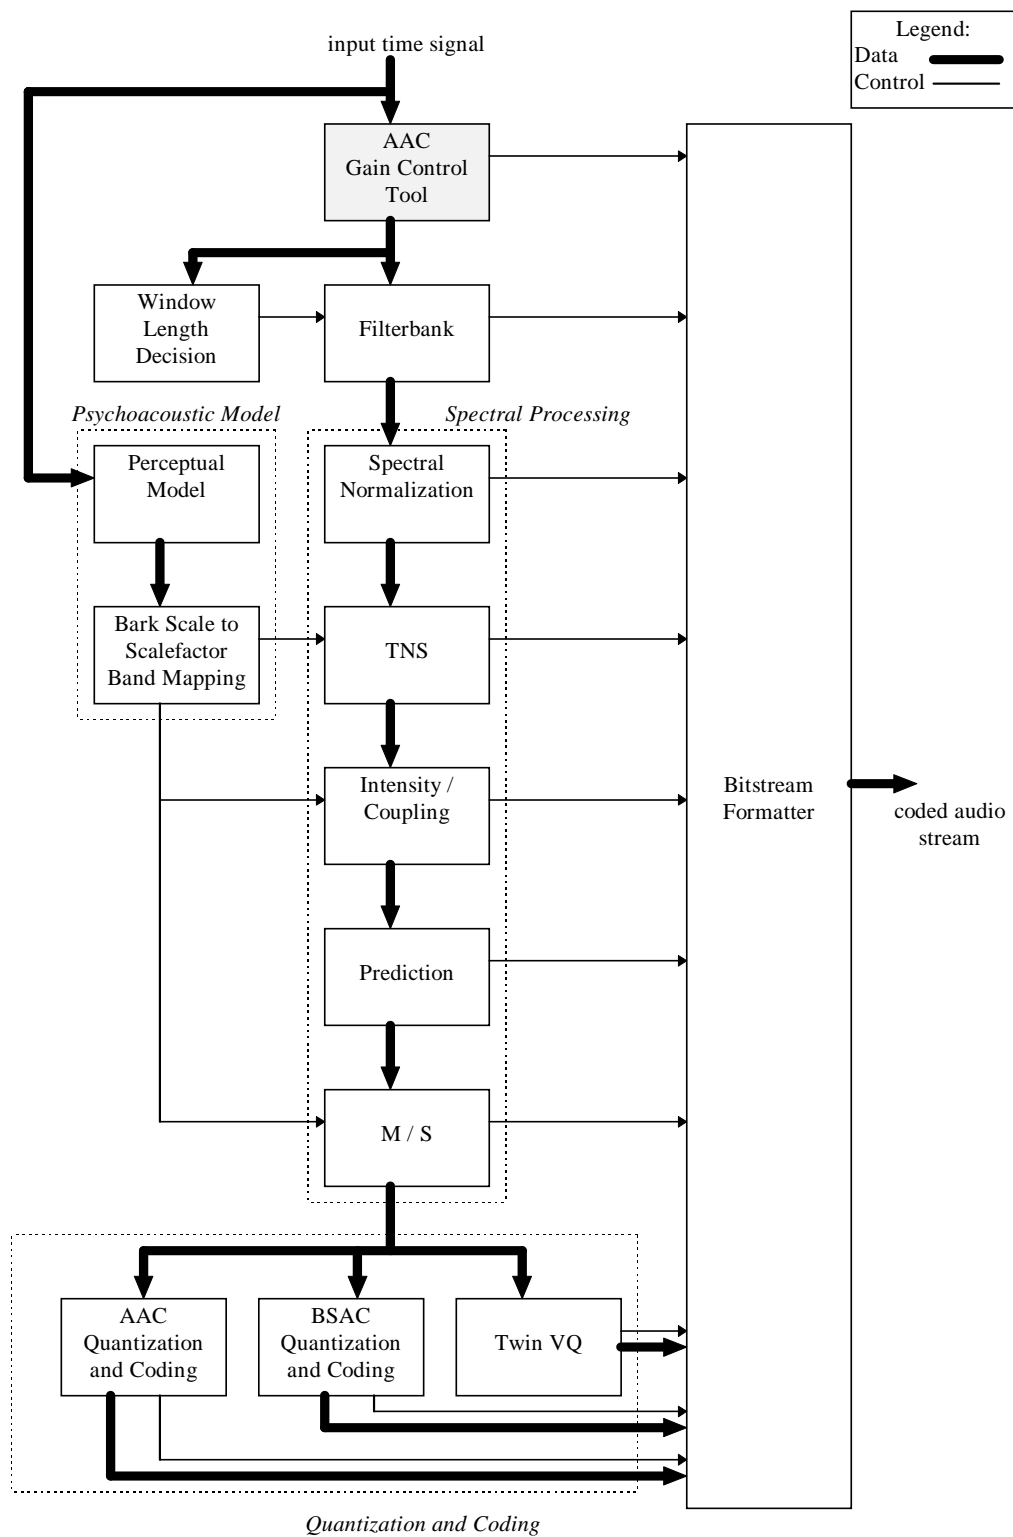 Legend:
Data
Control
input time signal
AAC
Gain Control
Tool
Window
Length
Decision
Filterbank
Psychoacoustic Model
Spectral Processing
Perceptual
Model
Spectral
Normalization
Bark Scale to
Scalefactor
Band Mapping
TNS
Intensity /
Coupling
Bitstream
Formatter
coded audio
stream
Prediction
M / S
AAC
Quantization
and Coding
BSAC
Quantization
and Coding
Twin VQ
Quantization and Coding